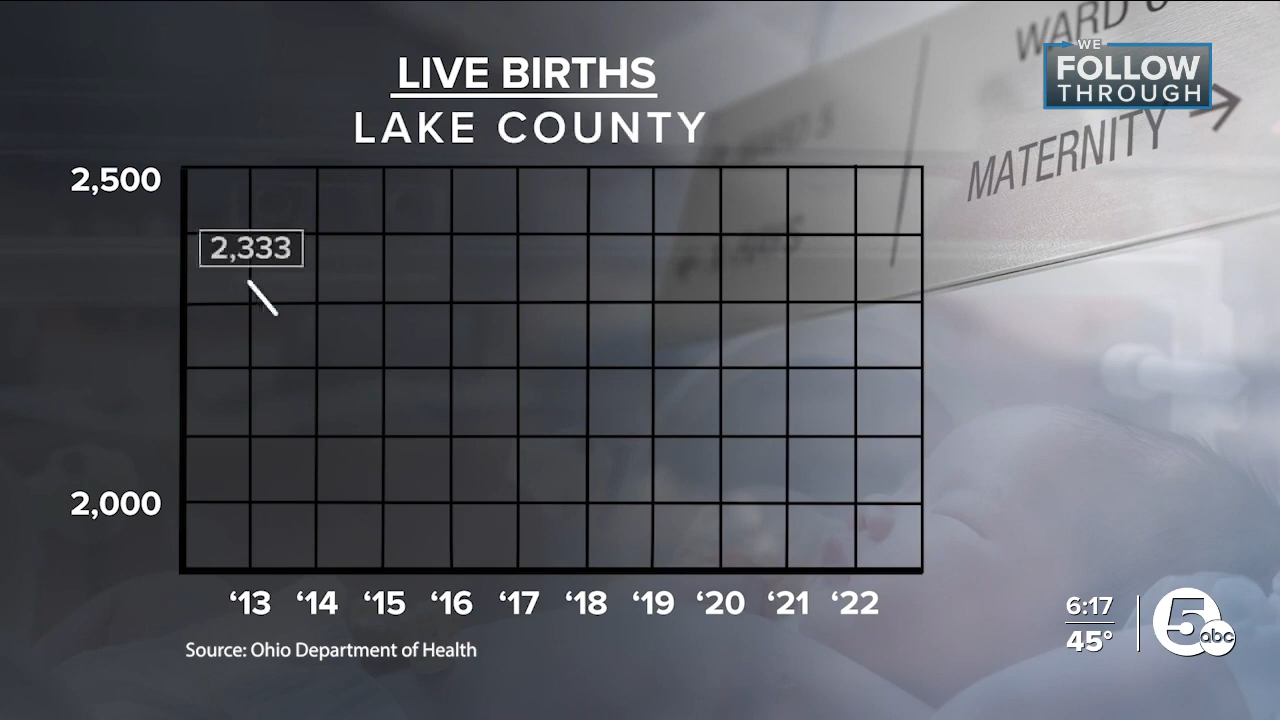 WARD
WE
FOLLOW
THROUGH
MATERNITY
LIVE BIRTHS
LAKE COUNTY
2,500
2,333
2,000
‘13 ‘14 ‘15 ‘16 ‘17 ‘18 ‘19 ‘20 ‘21 ‘22
Source: Ohio Department of Health
6:17
45°
5
abc